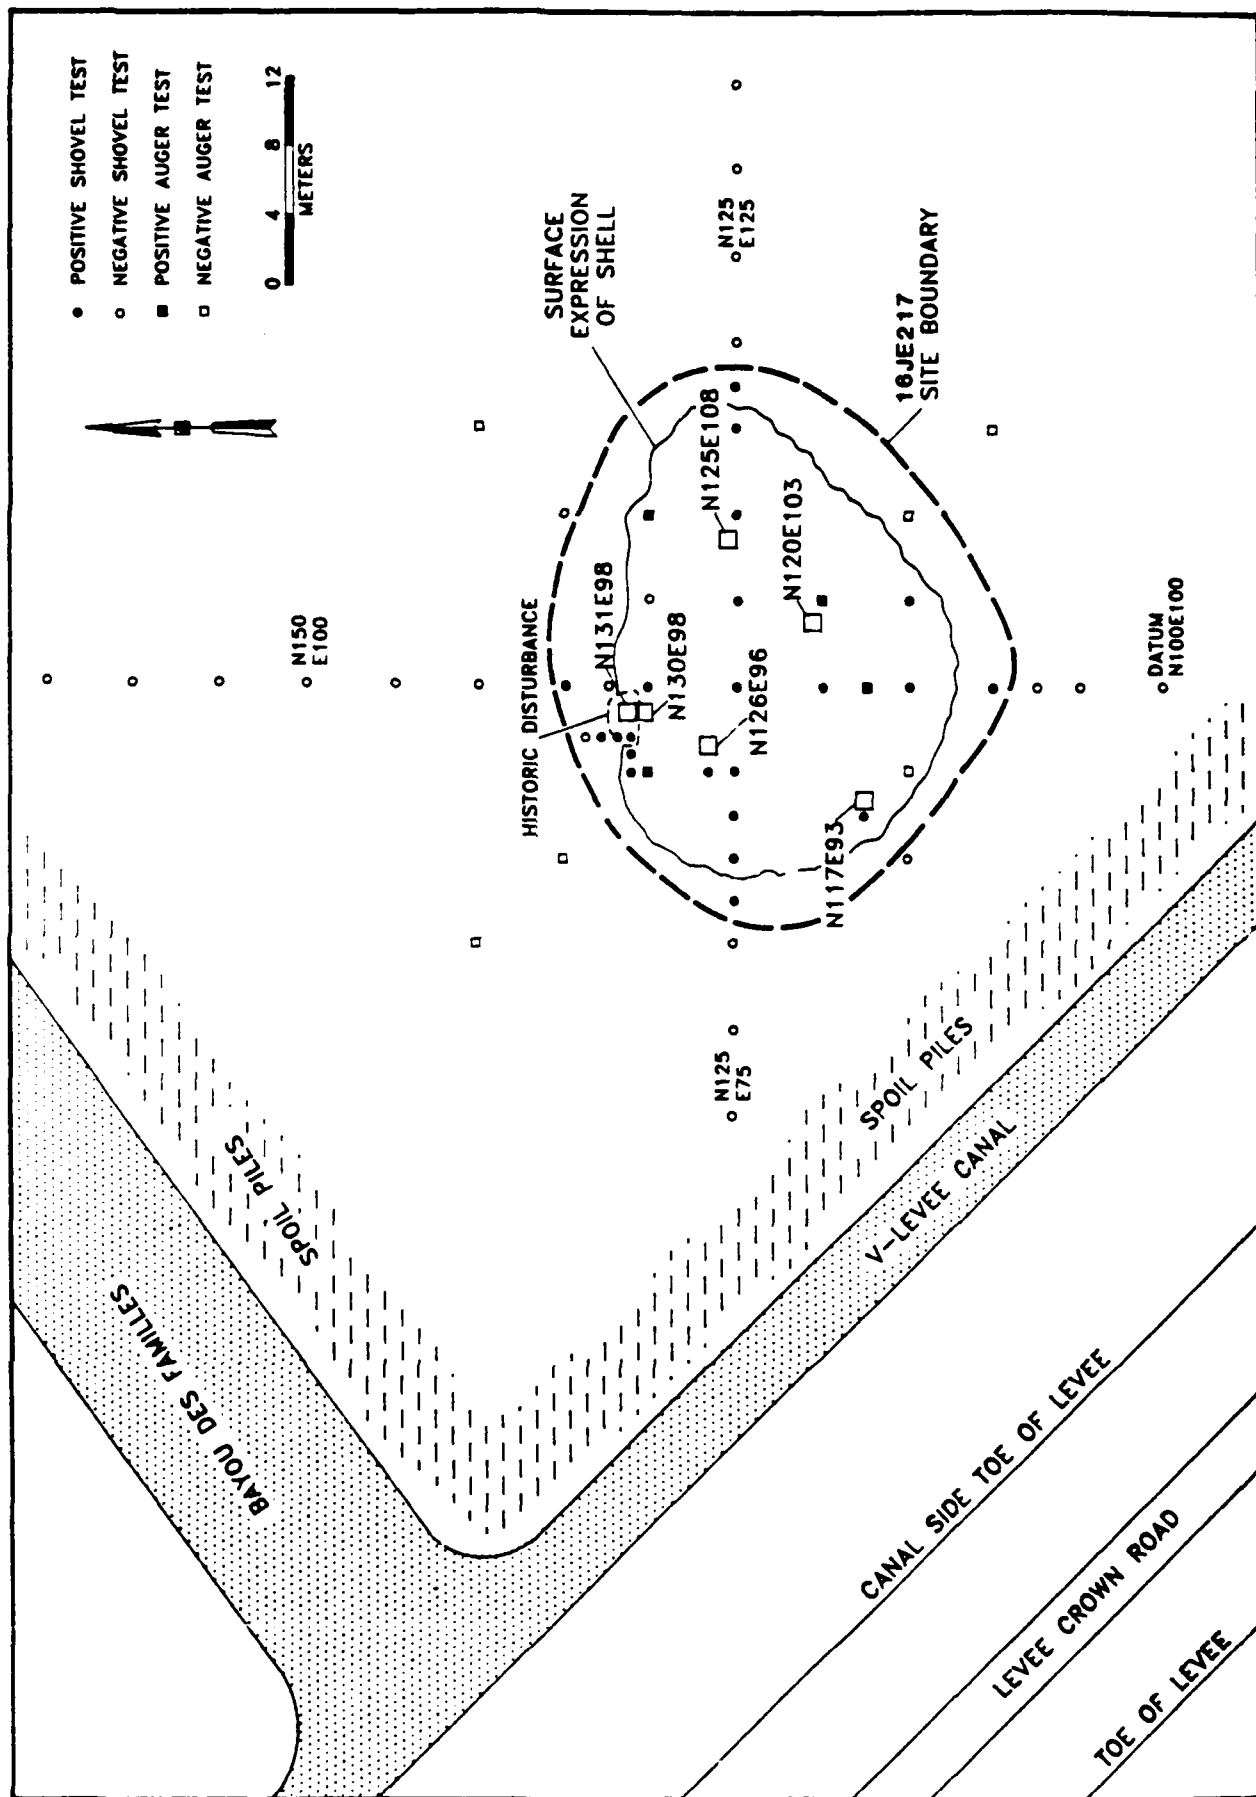 POSITIVE SHOVEL TEST
NEGATIVE SHOVEL TEST
POSITIVE AUGER TEST
NEGATIVE AUGER TEST
0 4 8 12
METERS
N150
E100
SURFACE
EXPRESSION
OF SHELL
N125
E125
16JE217
SITE BOUNDARY
HISTORIC DISTURBANCE
N131E98
N130E98
N125E108
N120E103
N126E96
N117E93
DATUM
N100E100
N125
E75
SPOIL PILES
BAYOU DES FAMILLES
SPOIL PILES
V-LEVEE CANAL
CANAL SIDE TOE OF LEVEE
LEVEE CROWN ROAD
TOE OF LEVEE